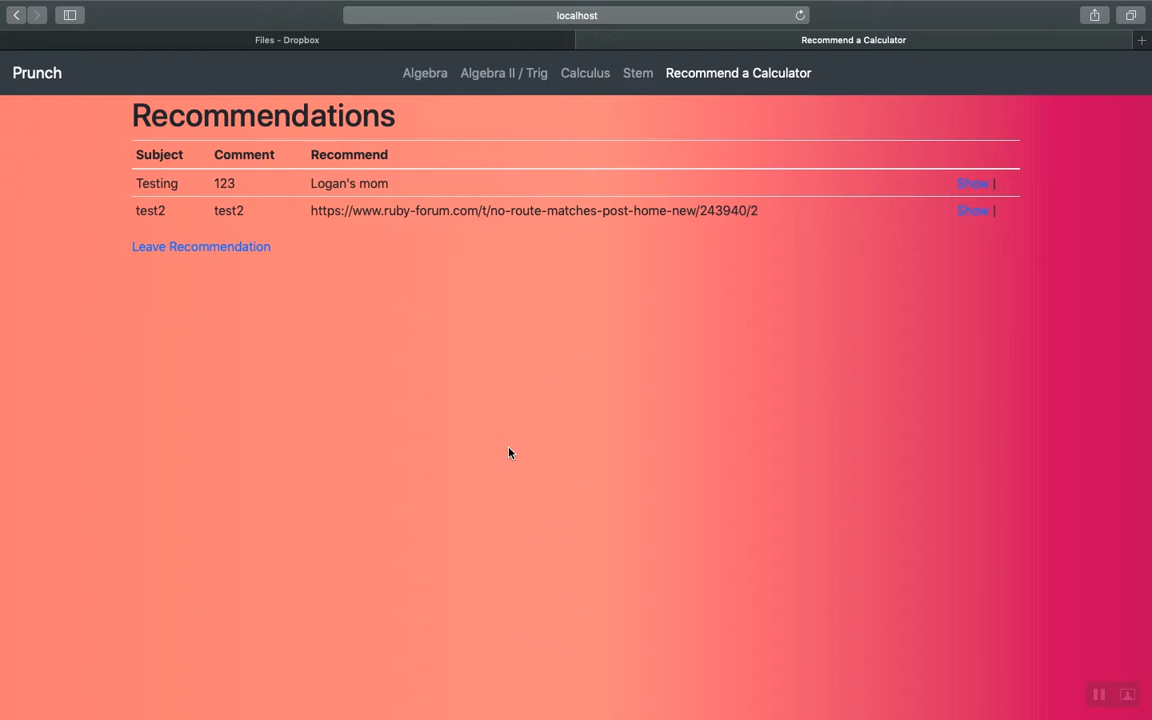 localhost
Files - Dropbox
Recommend a Calculator
Prunch
Algebra Algebra II / Trig Calculus Stem Recommend a Calculator
Recommendations
Subject Comment Recommend
Testing 123 Logan's mom Show |
test2 test2 https://www.ruby-forum.com/t/no-route-matches-post-home-new/243940/2 Show |
Leave Recommendation